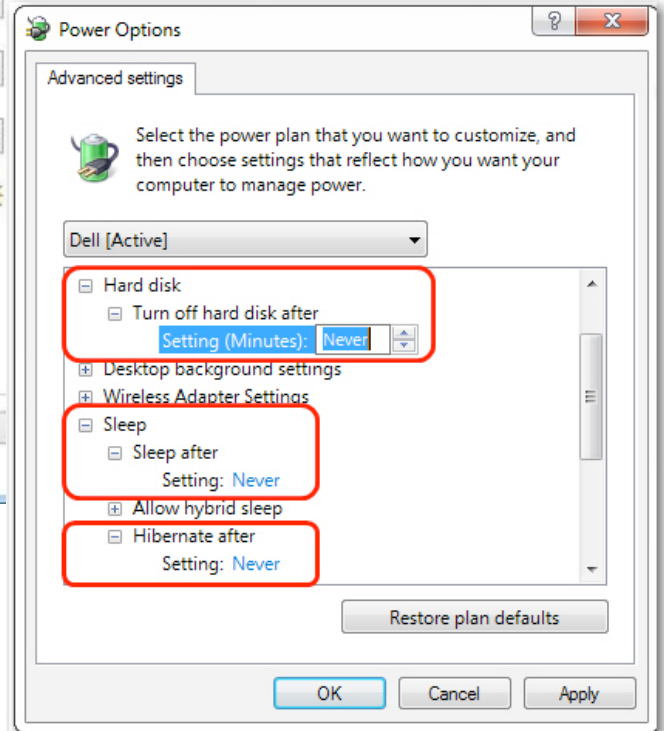 Power Options
Advanced settings
Select the power plan that you want to customize, and
then choose settings that reflect how you want your
computer to manage power.
Dell [Active]
Hard disk
Turn off hard disk after
Setting (Minutes): Never
Desktop background settings
Wireless Adapter Settings
Sleep
Sleep after
Setting: Never
Allow hybrid sleep
Hibernate after
Setting: Never
Restore plan defaults
OK Cancel Apply